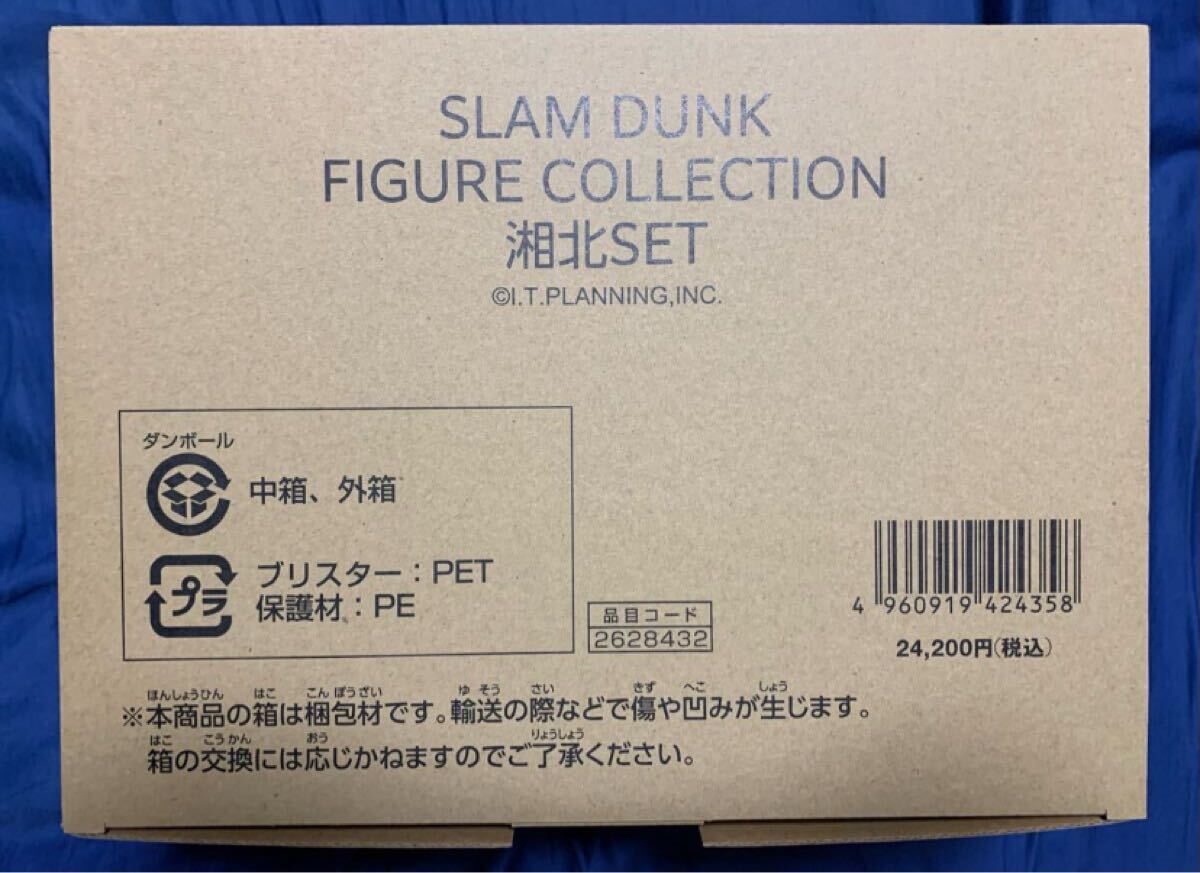 SLAM DUNK
FIGURE COLLECTION
湘北SET
©I.T.PLANNING,INC.
ダンボール
中箱、外箱
プラ
ブリスター：PET
保護材：PE
品目コード
2628432
4 960919 424358
24,200円(税込)
ほんしょうひん はこ こん ぽうざい ゆ そう さい きず へこ しょう
※本商品の箱は梱包材です。輸送の際などで傷や凹みが生じます。
はこ こうかん おう りょうしょう
箱の交換には応じかねますのでご了承ください。